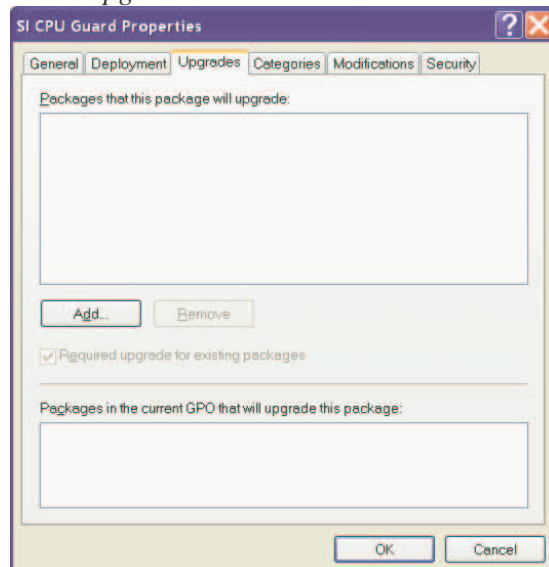 SI CPU Guard Properties
General Deployment Upgrades Categories Modifications Security
Packages that this package will upgrade:
Add... Remove
Required upgrade for existing packages
Packages in the current GPO that will upgrade this package:
OK Cancel